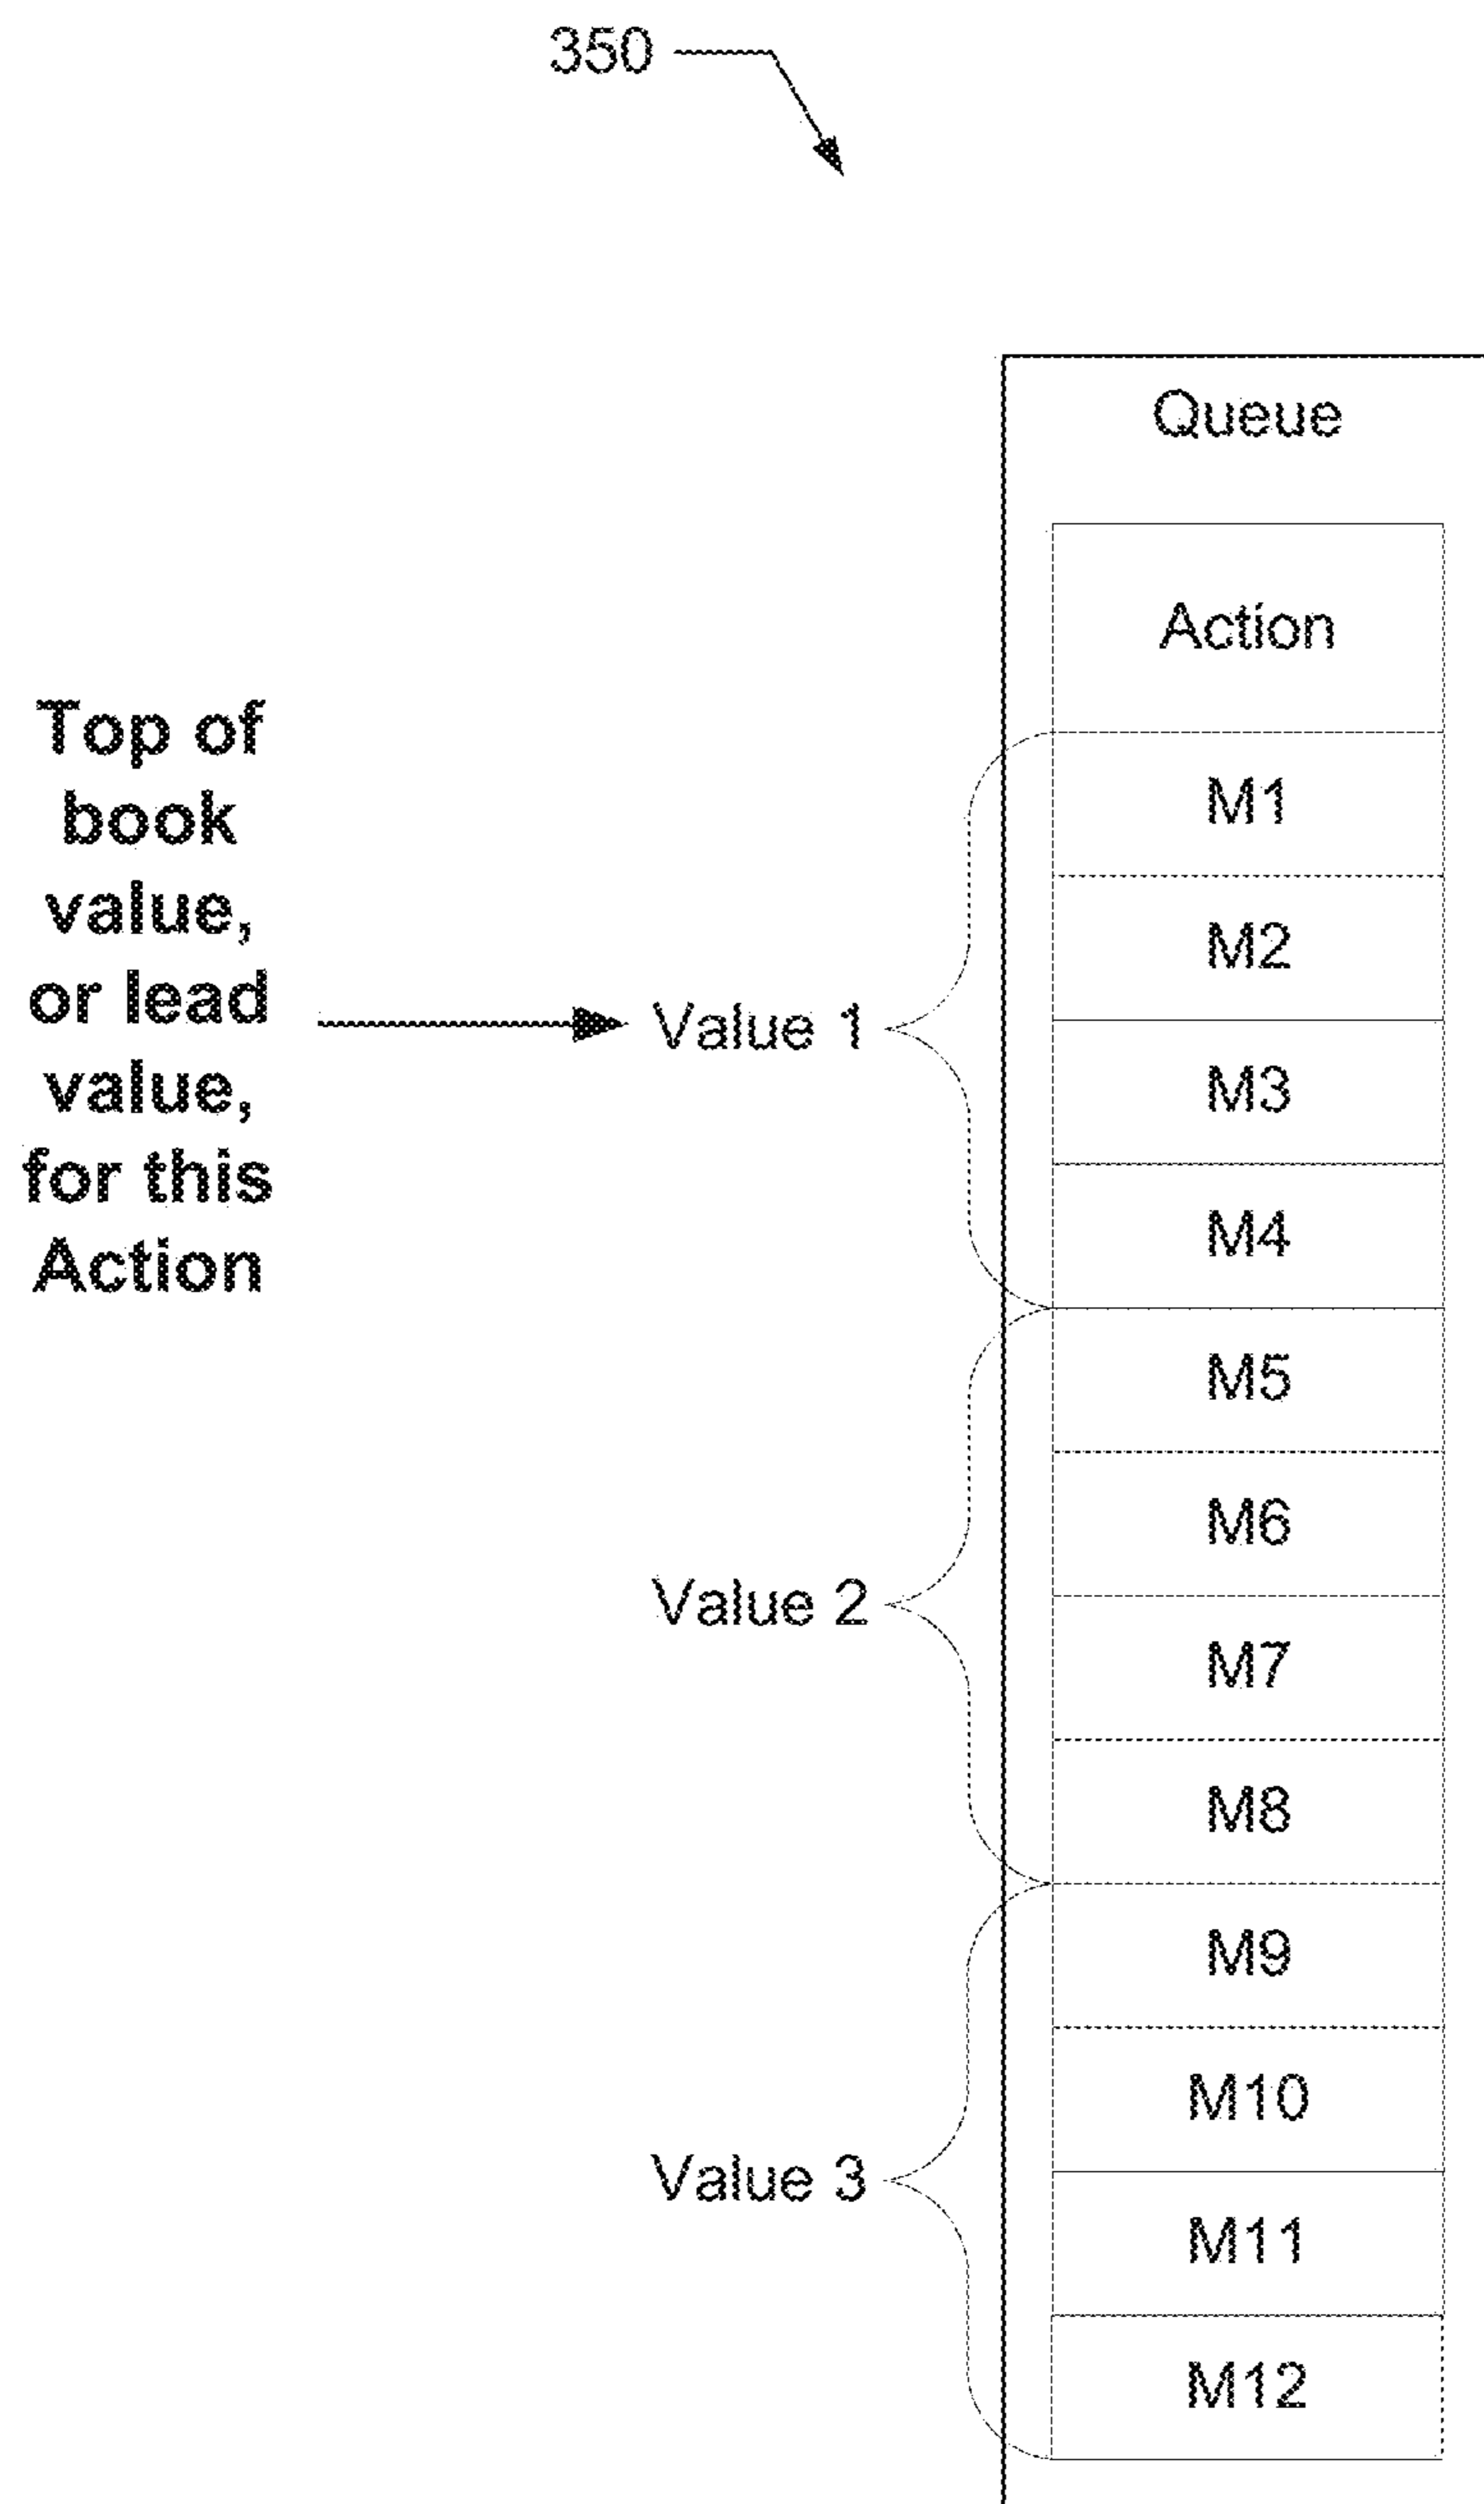 350
Queue
Action
Top of
book
value,
or lead
value,
for this
Action
Value 1
M1
M2
M3
M4
Value 2
M5
M6
M7
M8
Value 3
M9
M10
M11
M12